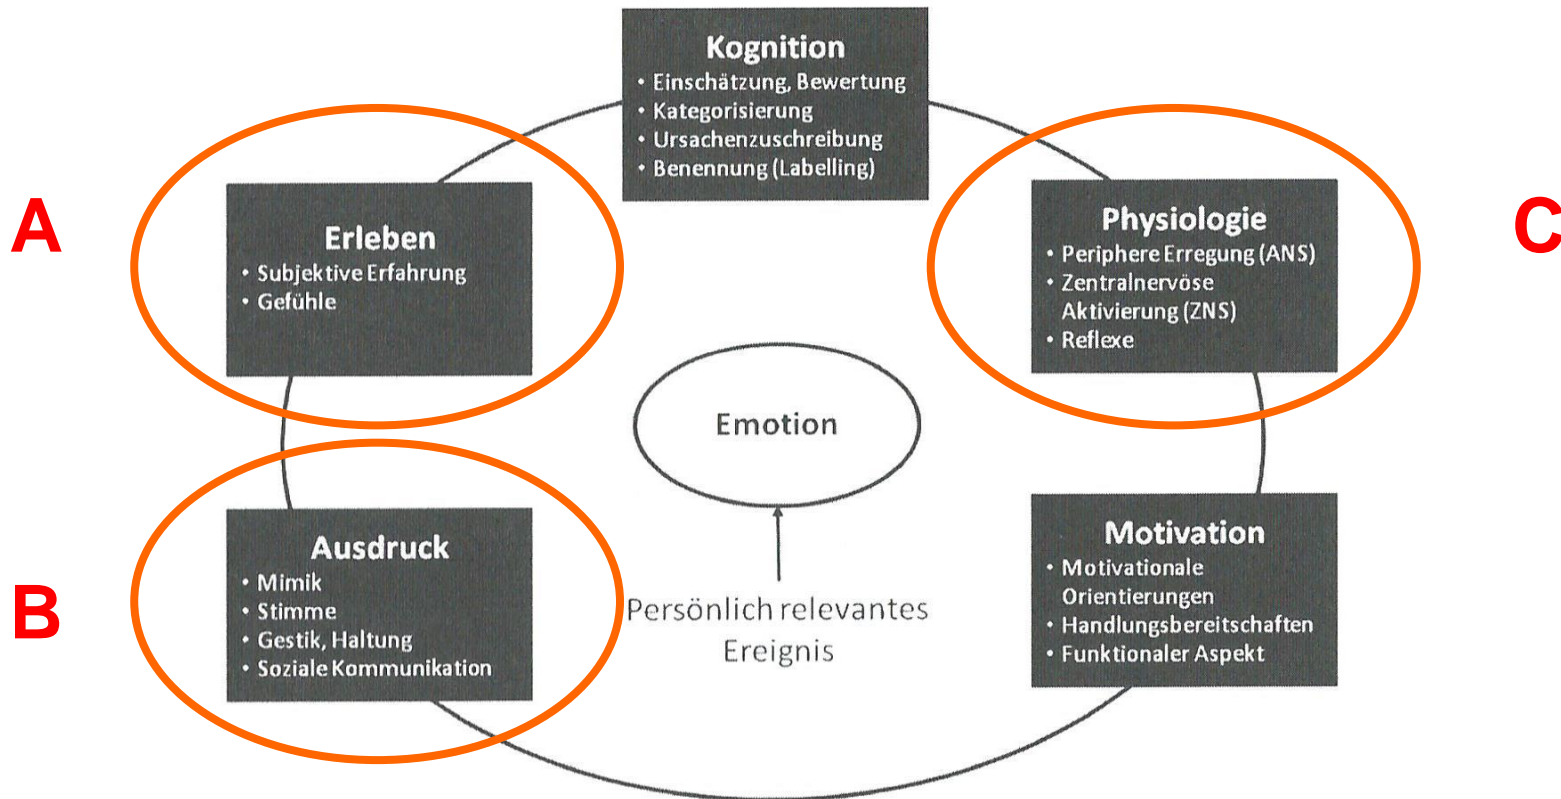 Kognition
• Einschätzung, Bewertung
• Kategorisierung
• Ursachenzuschreibung
• Benennung (Labelling)
A
Erleben
• Subjektive Erfahrung
• Gefühle
C
Physiologie
• Periphere Erregung (ANS)
• Zentralnervöse
Aktivierung (ZNS)
• Reflexe
Emotion
B
Ausdruck
• Mimik
• Stimme
• Gestik, Haltung
• Soziale Kommunikation
Persönlich relevantes
Ereignis
Motivation
• Motivationale
Orientierungen
• Handlungsbereitschaften
• Funktionaler Aspekt